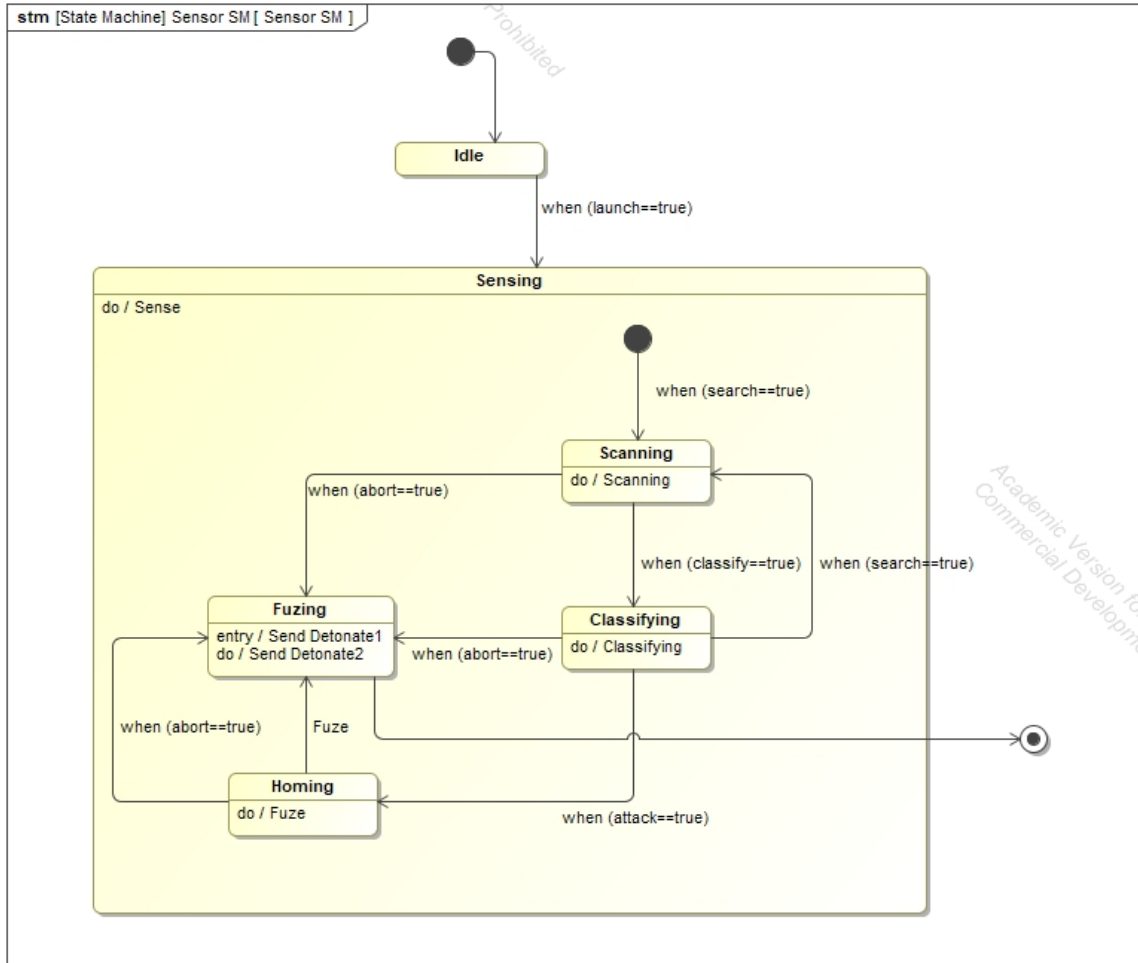 stm [State Machine] Sensor SM[ Sensor SM ]
Prohibited
Idle
when (launch==true)
Sensing
do / Sense
when (search==true)
Scanning
do / Scanning
when (abort==true)
when (classify==true)
when (search==true)
Fuzing
entry / Send Detonate1
do / Send Detonate2
Classifying
do / Classifying
when (abort==true)
when (abort==true)
Fuze
Homing
do / Fuze
when (attack==true)
Academic Version for
Commercial Developme